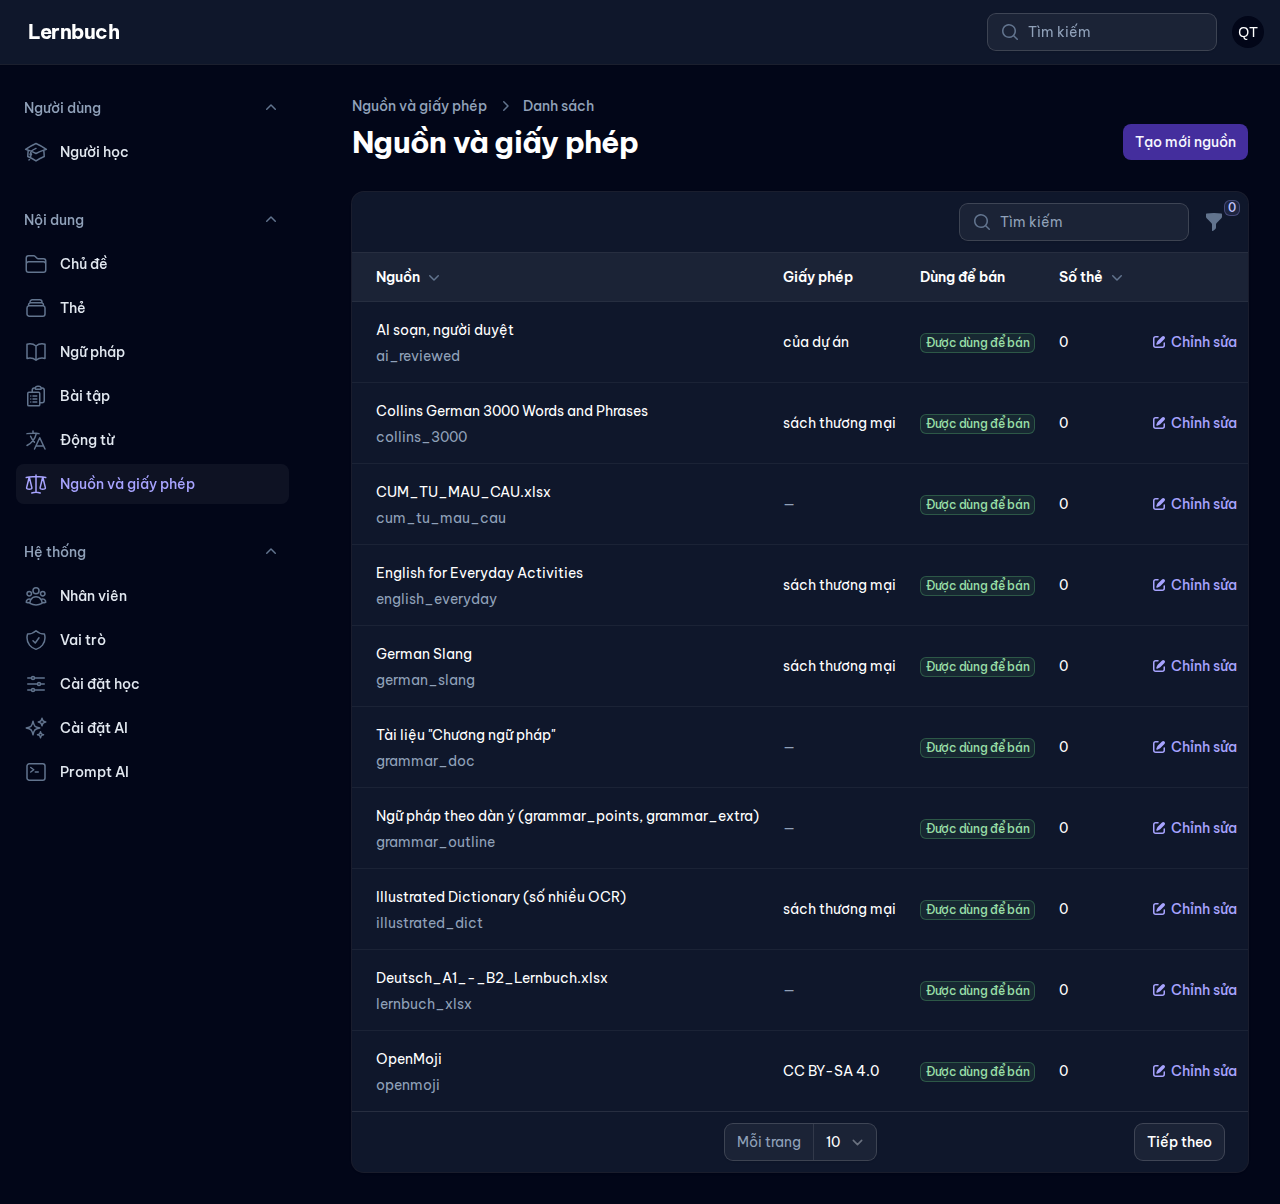 Lernbuch
Tìm kiếm
QT
Người dùng
Người học
Nội dung
Chủ đề
Thẻ
Ngữ pháp
Bài tập
Động từ
Nguồn và giấy phép
Hệ thống
Nhân viên
Vai trò
Cài đặt học
Cài đặt AI
Prompt AI
Nguồn và giấy phép > Danh sách
Nguồn và giấy phép
Tạo mới nguồn
Tìm kiếm
0
Nguồn Giấy phép Dùng để bán Số thẻ
AI soạn, người duyệt
ai_reviewed
của dự án Được dùng để bán 0 Chỉnh sửa
Collins German 3000 Words and Phrases
collins_3000
sách thương mại Được dùng để bán 0 Chỉnh sửa
CUM_TU_MAU_CAU.xlsx
cum_tu_mau_cau
— Được dùng để bán 0 Chỉnh sửa
English for Everyday Activities
english_everyday
sách thương mại Được dùng để bán 0 Chỉnh sửa
German Slang
german_slang
sách thương mại Được dùng để bán 0 Chỉnh sửa
Tài liệu "Chương ngữ pháp"
grammar_doc
— Được dùng để bán 0 Chỉnh sửa
Ngữ pháp theo dàn ý (grammar_points, grammar_extra)
grammar_outline
— Được dùng để bán 0 Chỉnh sửa
Illustrated Dictionary (số nhiều OCR)
illustrated_dict
sách thương mại Được dùng để bán 0 Chỉnh sửa
Deutsch_A1_-_B2_Lernbuch.xlsx
lernbuch_xlsx
— Được dùng để bán 0 Chỉnh sửa
OpenMoji
openmoji
CC BY-SA 4.0 Được dùng để bán 0 Chỉnh sửa
Mỗi trang 10
Tiếp theo